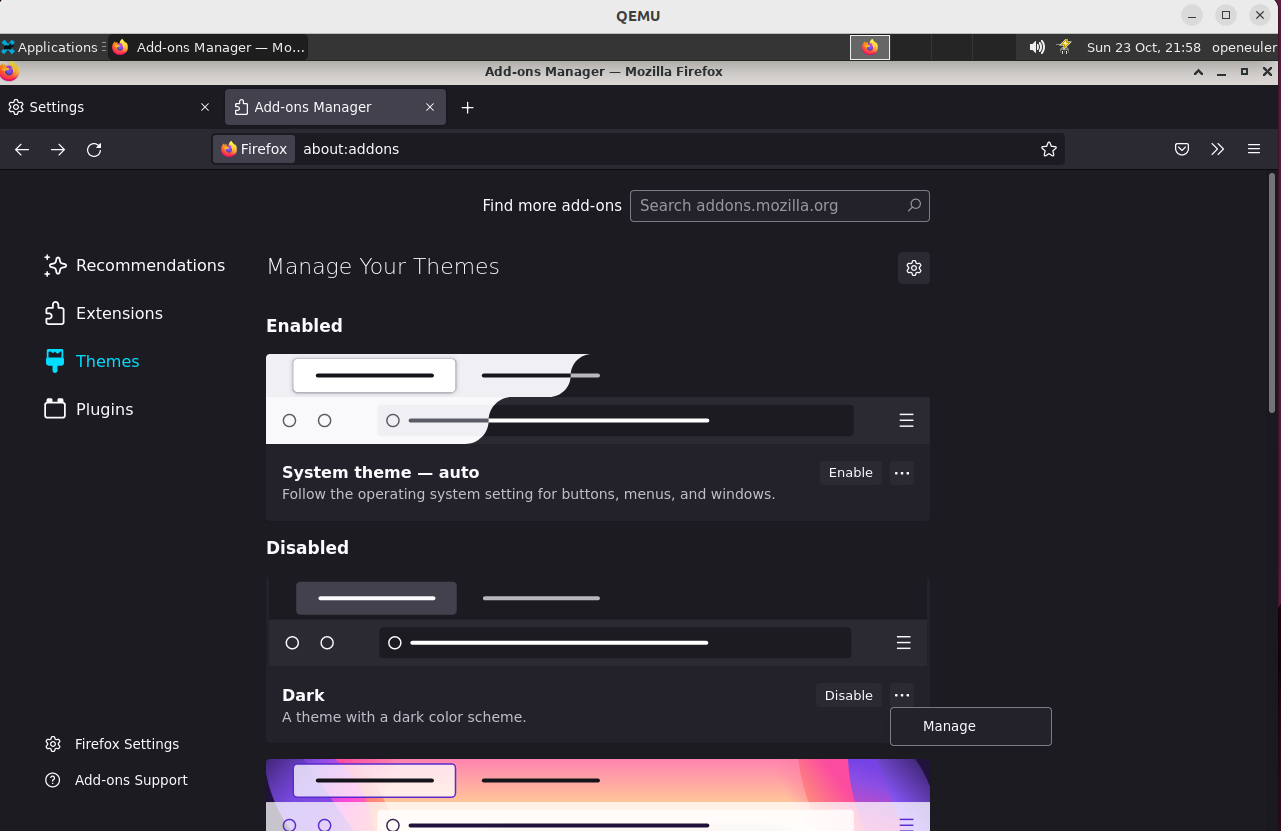 QEMU
Applications
Add-ons Manager — Mo...
Sun 23 Oct, 21:58
openeuler
Add-ons Manager — Mozilla Firefox
Settings
Add-ons Manager
Firefox
about:addons
Find more add-ons
Search addons.mozilla.org
Recommendations
Extensions
Themes
Plugins
Manage Your Themes
Enabled
System theme — auto
Enable
Follow the operating system setting for buttons, menus, and windows.
Disabled
Dark
Disable
A theme with a dark color scheme.
Manage
Firefox Settings
Add-ons Support